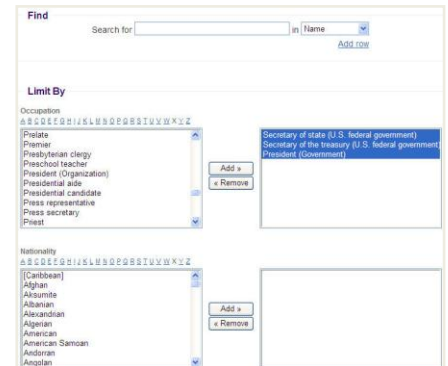 Find
Search for in Name
Add row
Limit By
Occupation
A B C D E F G H I J K L M N O P Q R S T U V W X Y Z
Prelate
Premier
Presbyterian clergy
Preschool teacher
President (Organization)
Presidential aide
Presidential candidate
Press representative
Press secretary
Priest
Add »
« Remove
Secretary of state (U.S. federal government)
Secretary of the treasury (U.S. federal government)
President (Government)
Nationality
A B C D E F G H I J K L M N O P Q R S T U V W X Y Z
[Caribbean]
Afghan
Aksumite
Albanian
Alexandrian
Algerian
American
American Samoan
Andorran
Angolan
Add »
« Remove